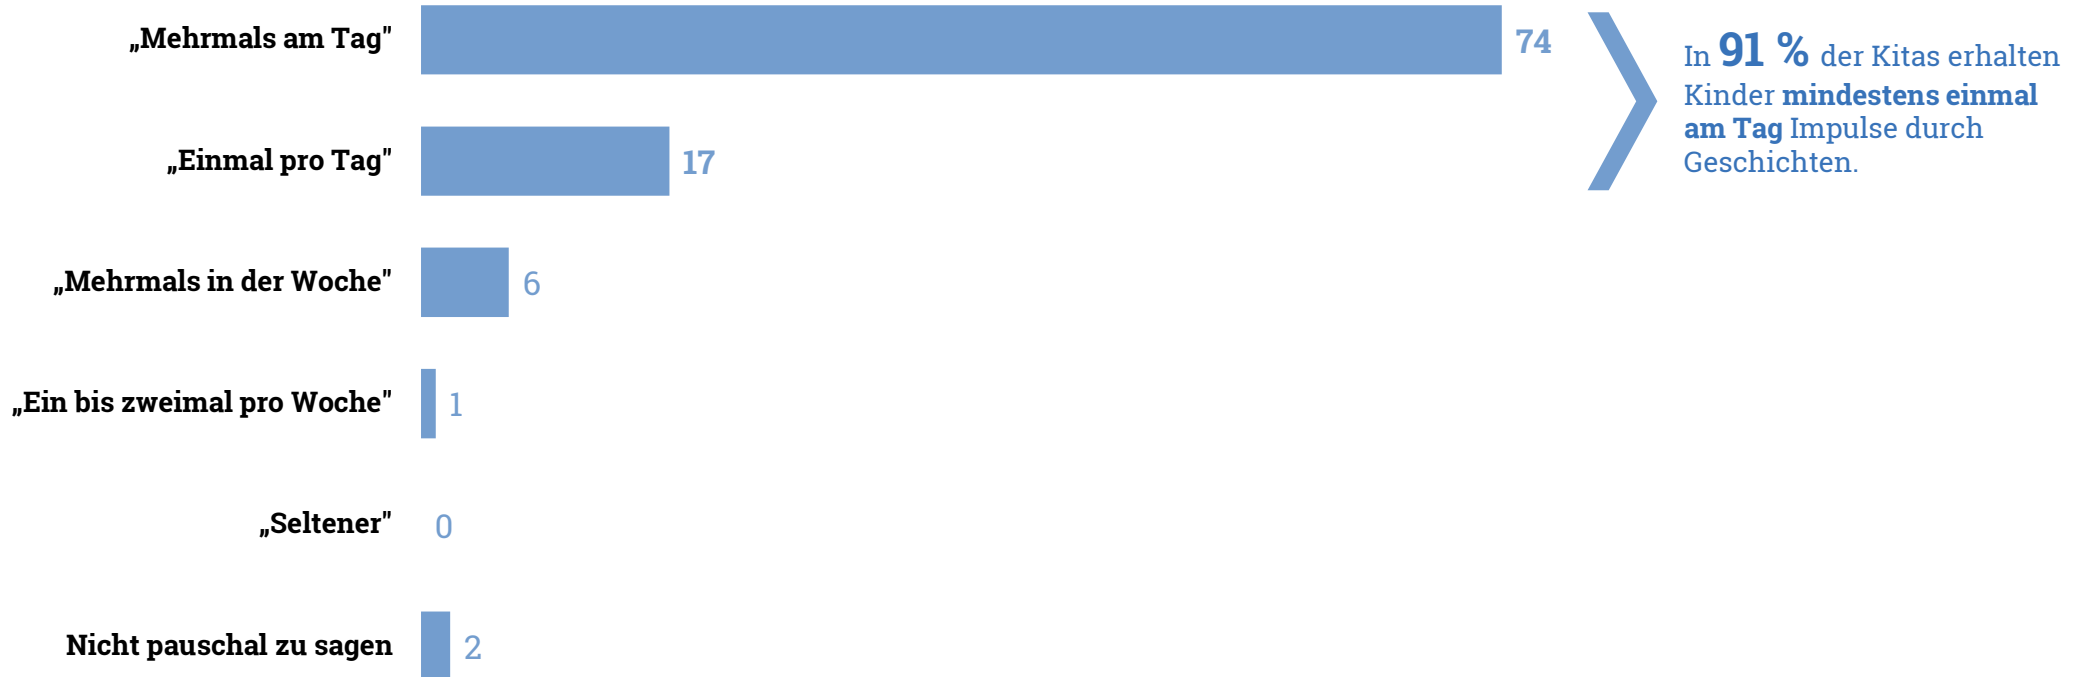 „Mehrmals am Tag"
74
„Einmal pro Tag"
17
„Mehrmals in der Woche"
6
„Ein bis zweimal pro Woche"
1
„Seltener"
0
Nicht pauschal zu sagen
2
In 91 % der Kitas erhalten
Kinder mindestens einmal
am Tag Impulse durch
Geschichten.